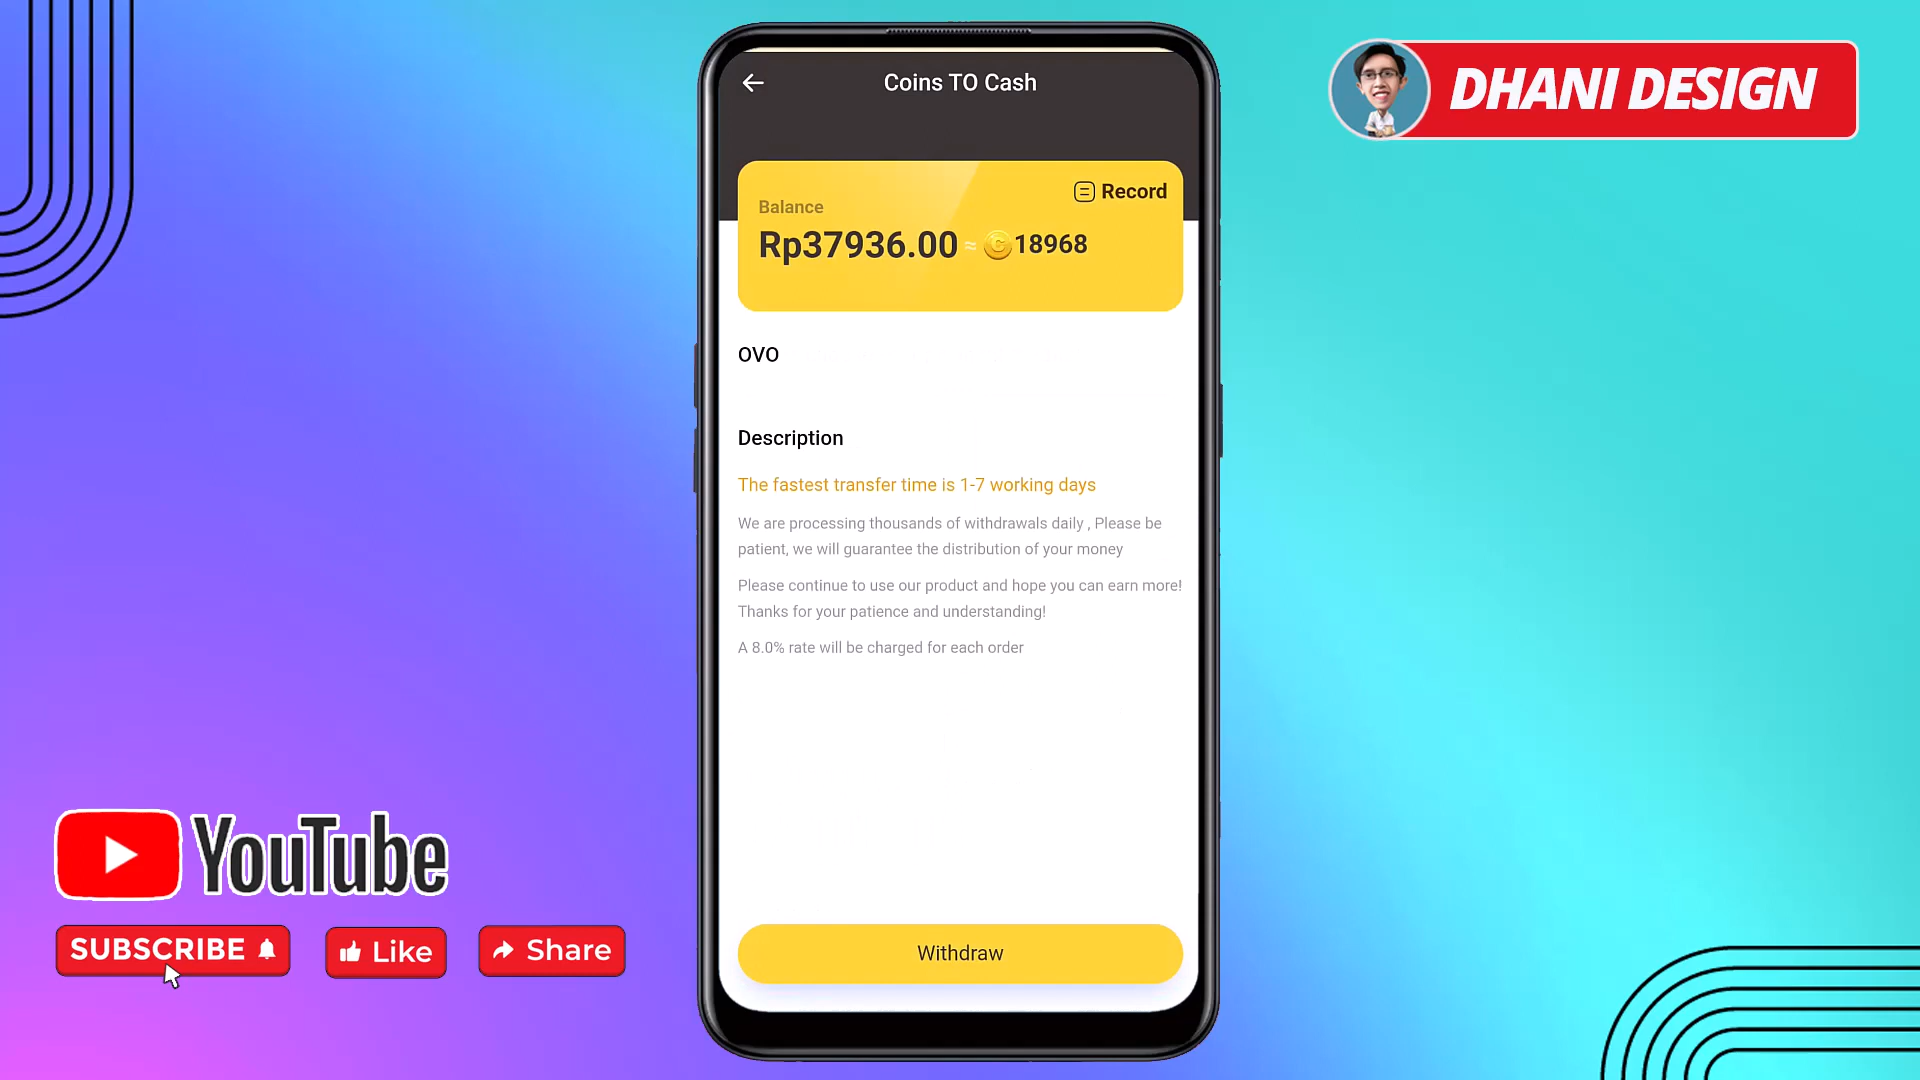 Coins TO Cash
DHANI DESIGN
Record
Balance
Rp37936.00 ≈ 18968
OVO
Description
The fastest transfer time is 1-7 working days
We are processing thousands of withdrawals daily , Please be
patient, we will guarantee the distribution of your money
Please continue to use our product and hope you can earn more!
Thanks for your patience and understanding!
A 8.0% rate will be charged for each order
YouTube
SUBSCRIBE
Like
Share
Withdraw